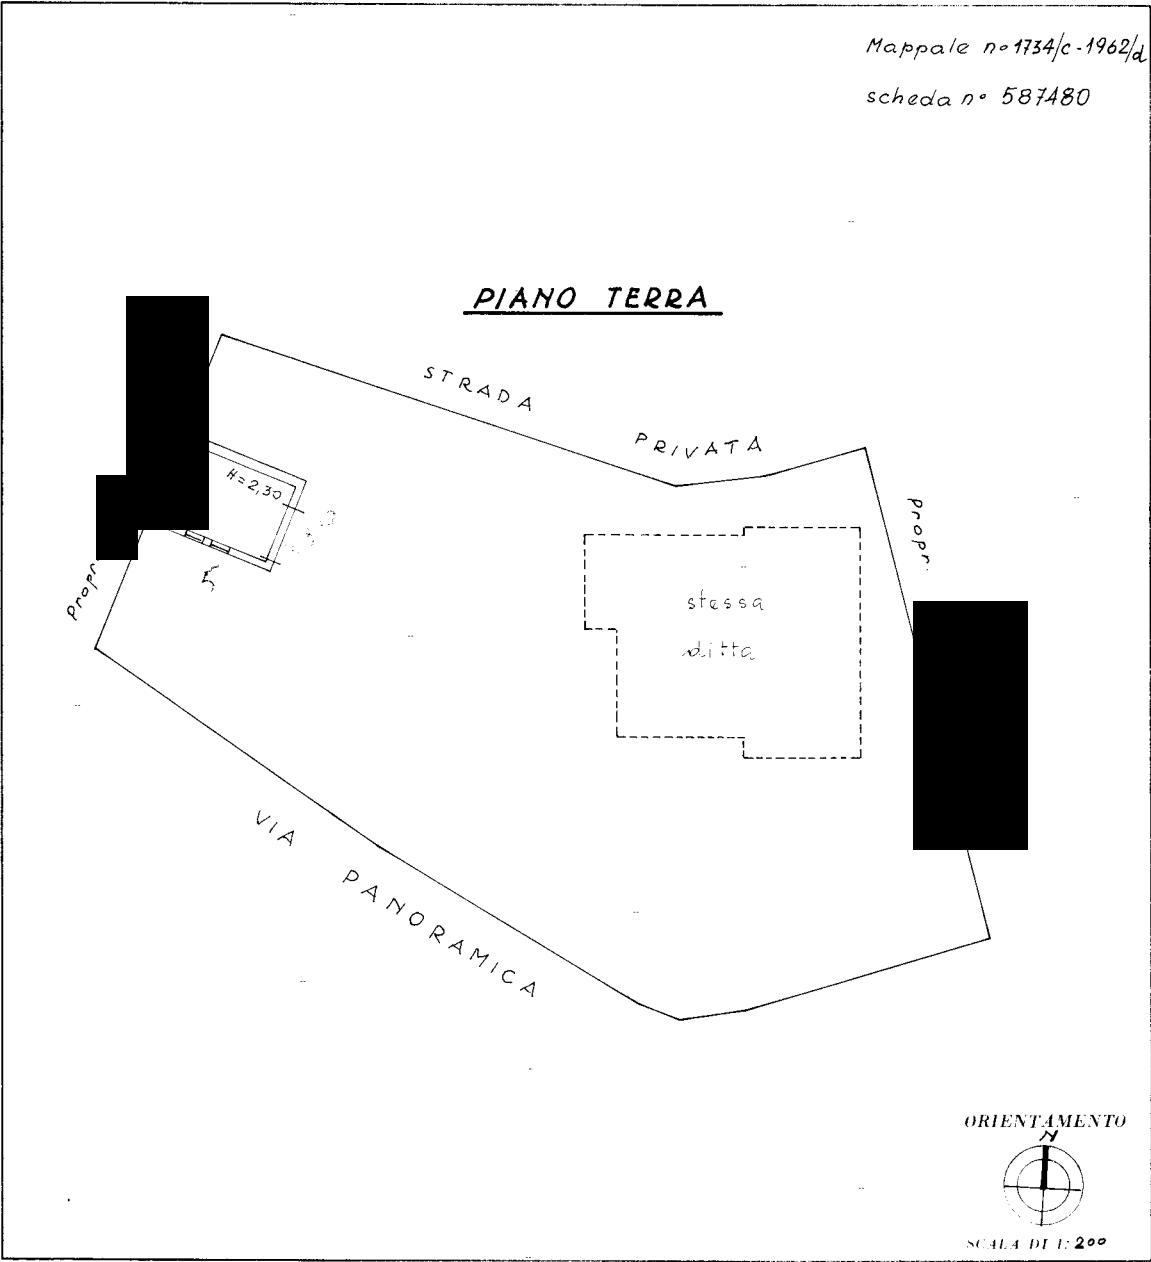 Mappale n° 1734/c-1962/d
scheda n° 587480
PIANO TERRA
STRADA PRIVATA
H=2,30
propr.
propr.
stessa
ditta
VIA PANORAMICA
ORIENTAMENTO
N
SCALA DI 1: 200